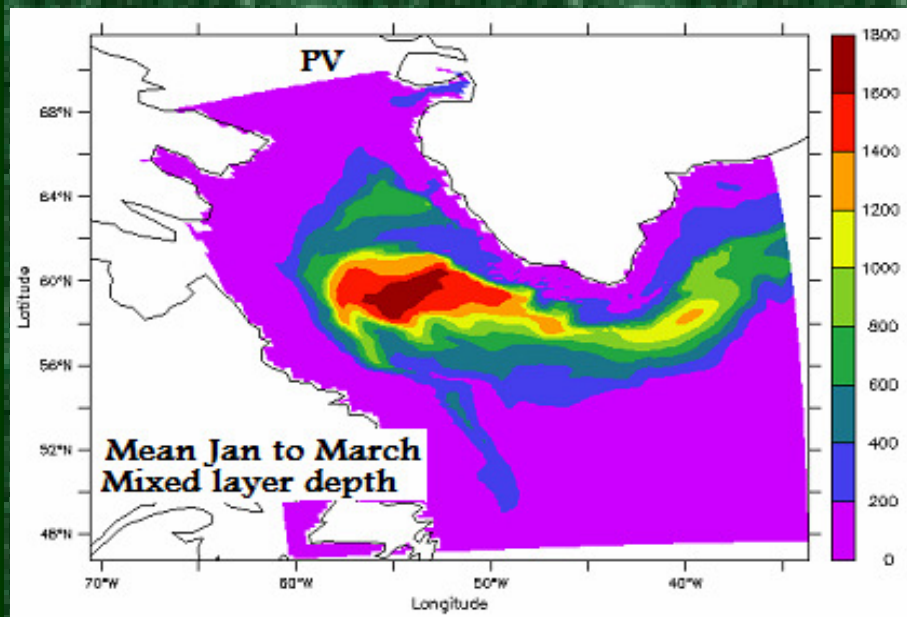 PV
68°N
64°N
60°N
56°N
52°N
48°N
Latitude
Mean Jan to March
Mixed layer depth
70°W
60°W
50°W
40°W
Longitude
1800
1600
1400
1200
1000
800
600
400
200
0